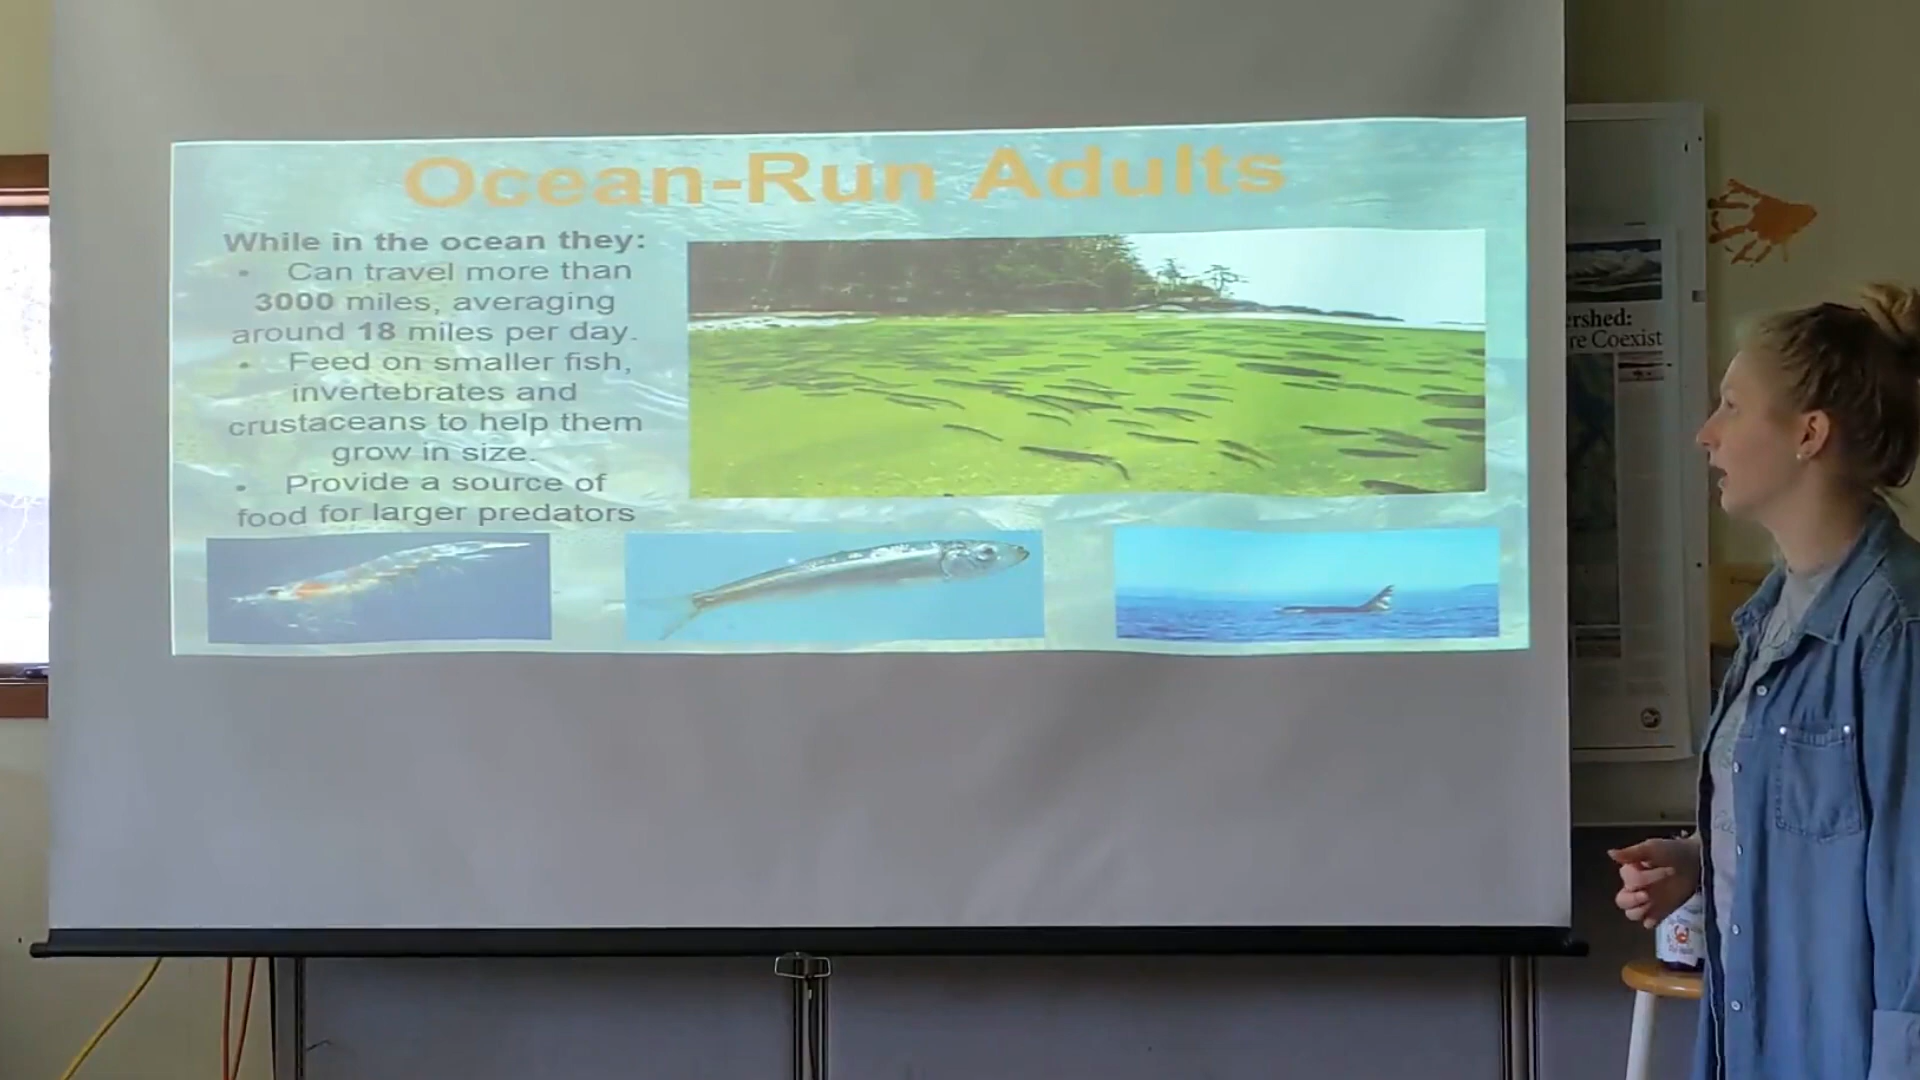 Ocean-Run Adults
While in the ocean they:
• Can travel more than
3000 miles, averaging
around 18 miles per day.
• Feed on smaller fish,
invertebrates and
crustaceans to help them
grow in size.
• Provide a source of
food for larger predators
ershed:
re Coexist